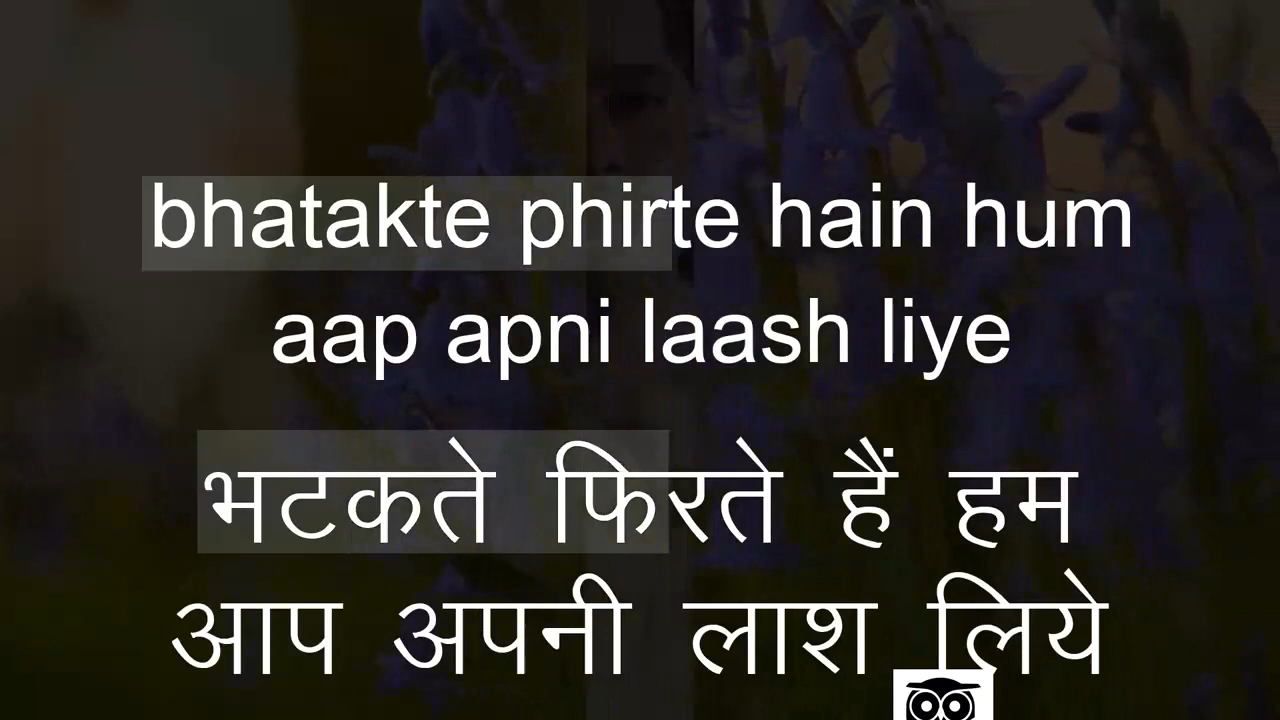 bhatakte phirte hain hum
aap apni laash liye
भटकते फिरते हैं हम
आप अपनी लाश लिये